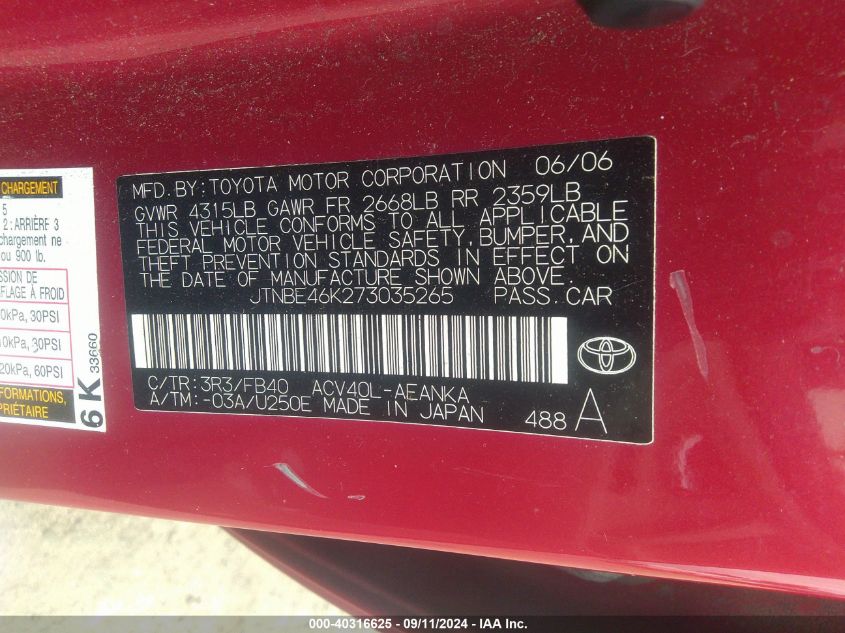 CHARGEMENT
5
2 : ARRIÈRE 3
chargement ne
ou 900 lb.
SSION DE
FLAGE À FROID
0kPa, 30PSI
0kPa, 30PSI
20kPa, 60PSI
FORMATIONS,
PRIÉTAIRE
6K 33660
MFD. BY: TOYOTA MOTOR CORPORATION 06/06
GVWR 4315LB GAWR FR 2668LB RR 2359LB
THIS VEHICLE CONFORMS TO ALL APPLICABLE
FEDERAL MOTOR VEHICLE SAFETY, BUMPER, AND
THEFT PREVENTION STANDARDS IN EFFECT ON
THE DATE OF MANUFACTURE SHOWN ABOVE.
JTNBE46K273035265 PASS. CAR
C/TR: 3R3/FB40 ACV40L-AEANKA
A/TM: -03A/U250E MADE IN JAPAN
488 A
000-40316625 - 09/11/2024 - IAA, Inc.